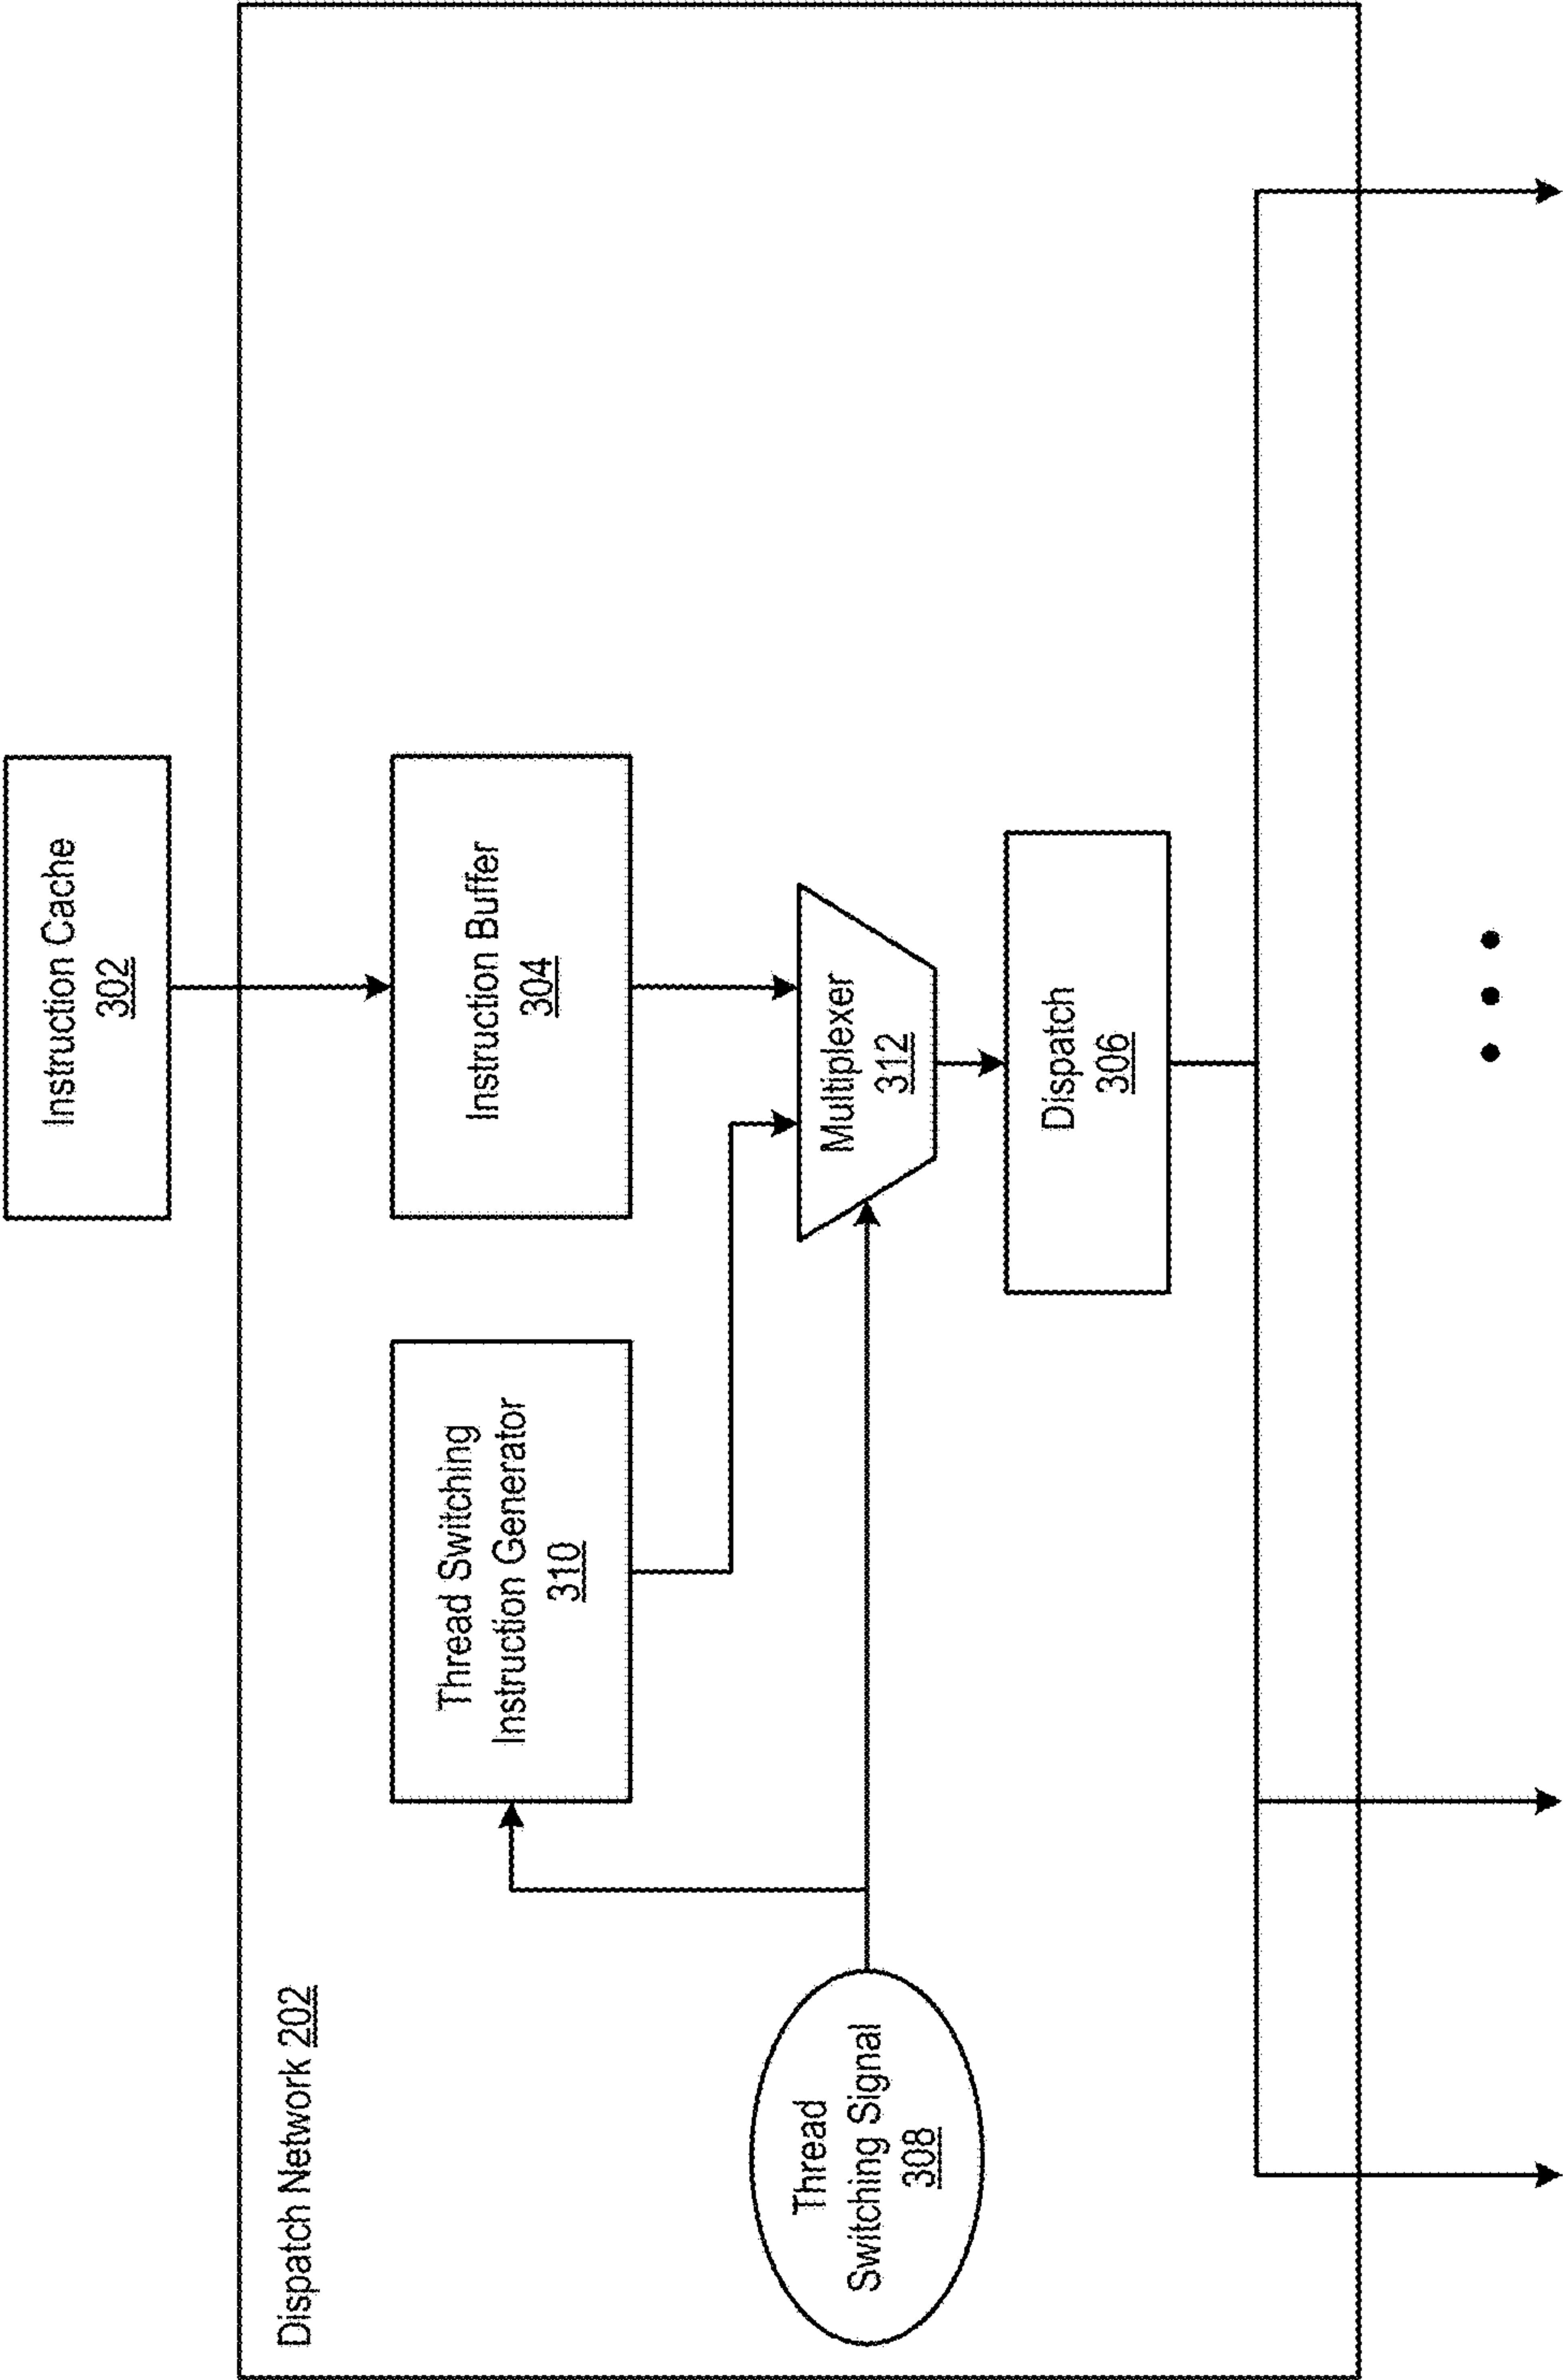 Instruction Cache
302
Dispatch Network 202
Thread Switching
Instruction Generator
310
Instruction Buffer
304
Thread
Switching Signal
308
Multiplexer
312
Dispatch
306